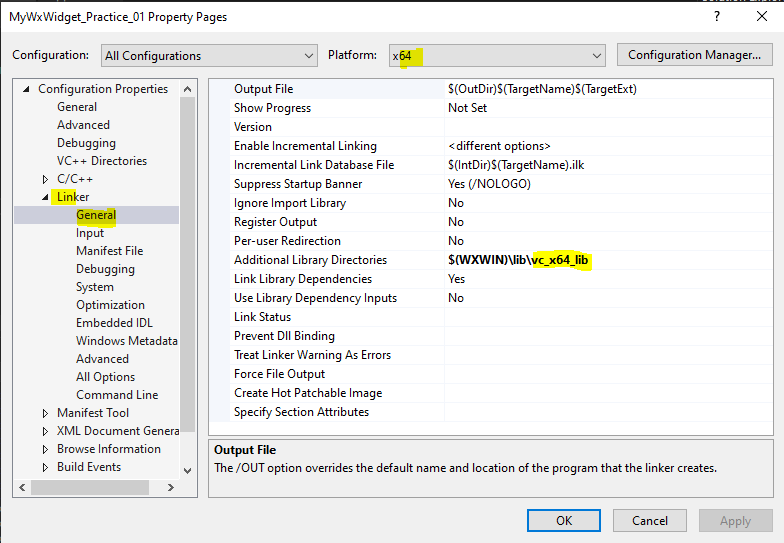 MyWxWidget_Practice_01 Property Pages
Configuration: All Configurations Platform: x64 Configuration Manager...
Configuration Properties
General
Advanced
Debugging
VC++ Directories
C/C++
Linker
General
Input
Manifest File
Debugging
System
Optimization
Embedded IDL
Windows Metadata
Advanced
All Options
Command Line
Manifest Tool
XML Document Genera
Browse Information
Build Events
Output File $(OutDir)$(TargetName)$(TargetExt)
Show Progress Not Set
Version
Enable Incremental Linking <different options>
Incremental Link Database File $(IntDir)$(TargetName).ilk
Suppress Startup Banner Yes (/NOLOGO)
Ignore Import Library No
Register Output No
Per-user Redirection No
Additional Library Directories $(WXWIN)\lib\vc_x64_lib
Link Library Dependencies Yes
Use Library Dependency Inputs No
Link Status
Prevent Dll Binding
Treat Linker Warning As Errors
Force File Output
Create Hot Patchable Image
Specify Section Attributes
Output File
The /OUT option overrides the default name and location of the program that the linker creates.
OK Cancel Apply